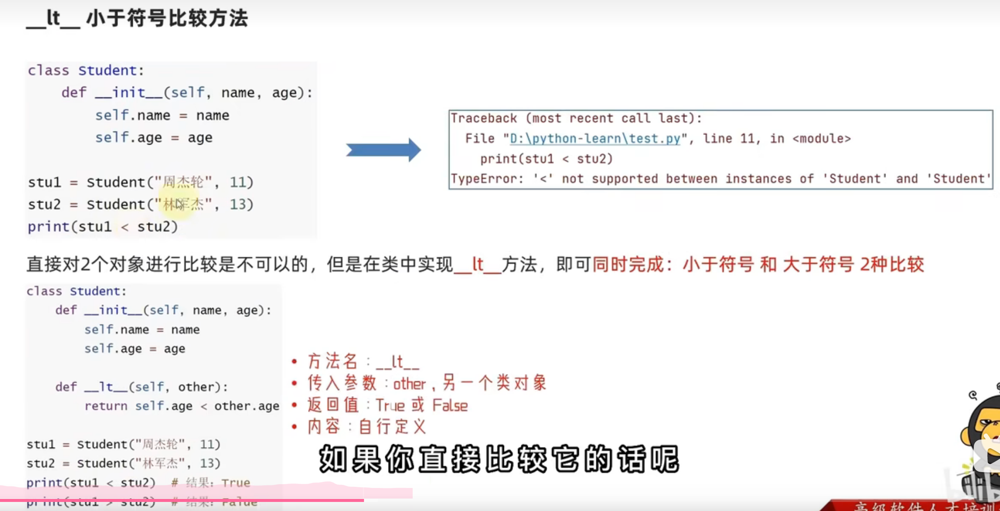 __lt__ 小于符号比较方法
class Student:
    def __init__(self, name, age):
        self.name = name
        self.age = age
stu1 = Student("周杰轮", 11)
stu2 = Student("林军杰", 13)
print(stu1 < stu2)
Traceback (most recent call last):
  File "D:\python-learn\test.py", line 11, in <module>
    print(stu1 < stu2)
TypeError: '<' not supported between instances of 'Student' and 'Student'
直接对2个对象进行比较是不可以的，但是在类中实现__lt__方法，即可同时完成：小于符号 和 大于符号 2种比较
class Student:
    def __init__(self, name, age):
        self.name = name
        self.age = age
    def __lt__(self, other):
        return self.age < other.age
stu1 = Student("周杰轮", 11)
stu2 = Student("林军杰", 13)
print(stu1 < stu2)  # 结果：True
print(stu1 > stu2)  # 结果：Falue
• 方法名：__lt__
• 传入参数：other，另一个类对象
• 返回值：True 或 False
• 内容：自行定义
如果你直接比较它的话呢
高级软件人才培训